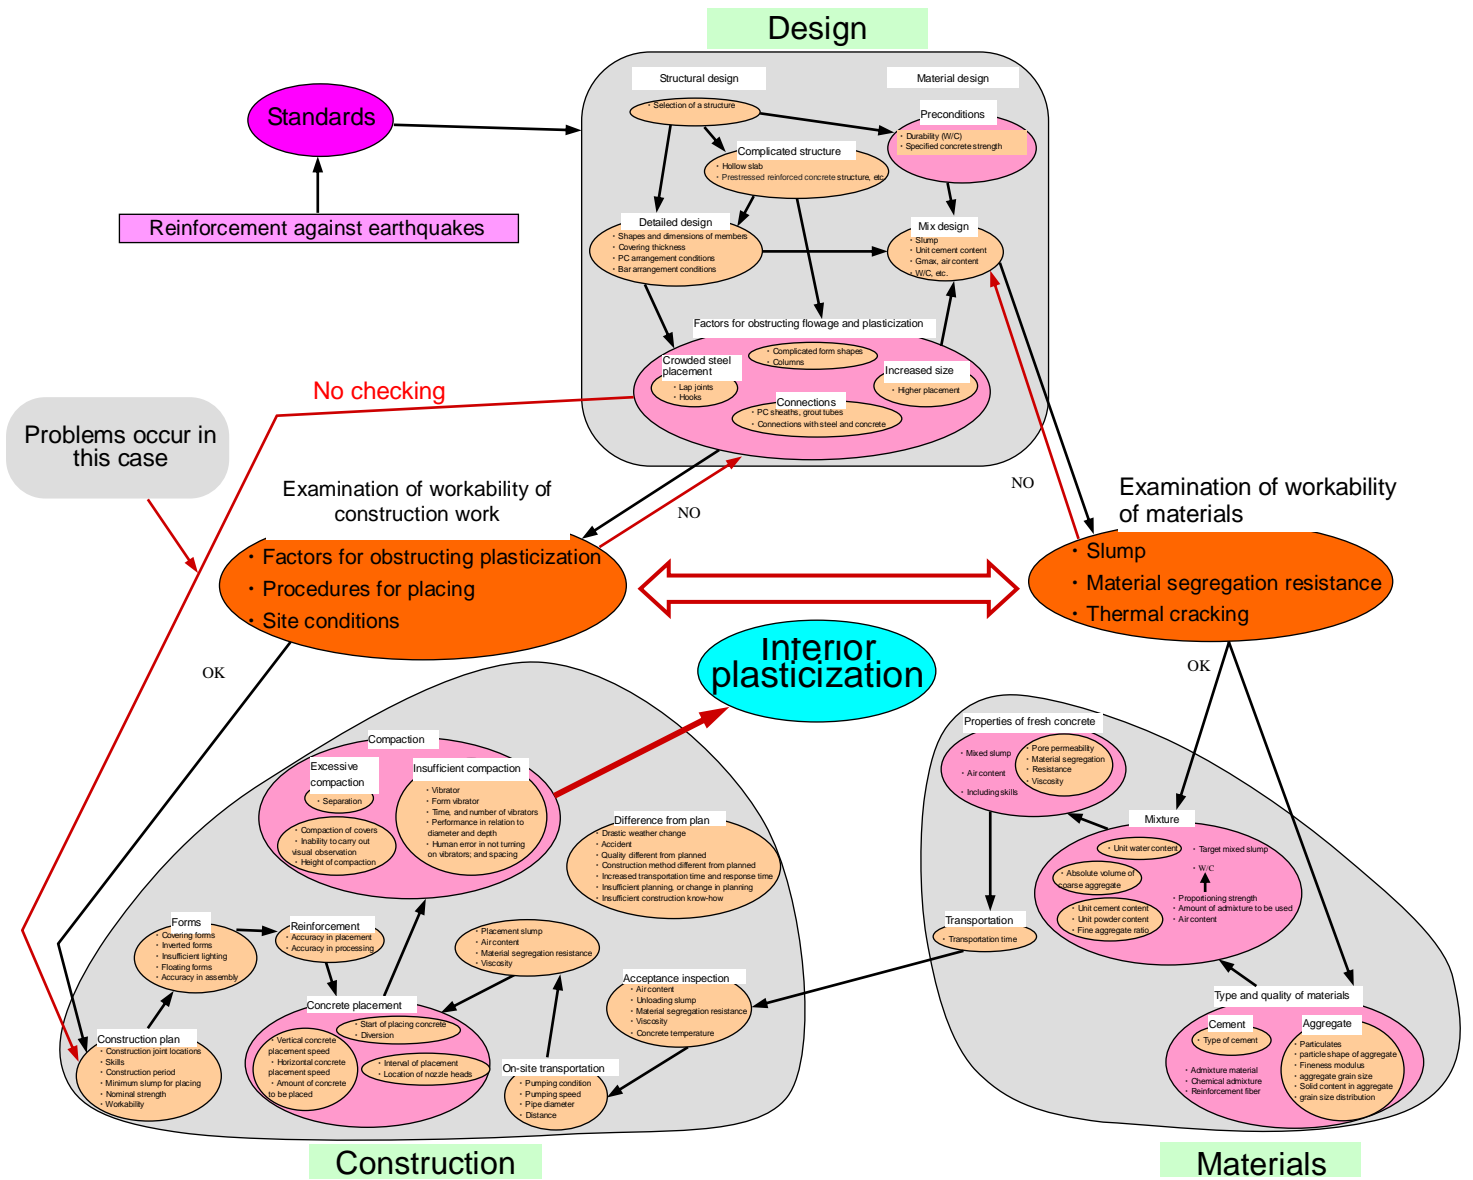 Design
Structural design
Material design
・Selection of a structure
Preconditions
・Durability (W/C)
・Specified concrete strength
Standards
Complicated structure
・Hollow slab
・Prestressed reinforced concrete structure, etc
Reinforcement against earthquakes
Detailed design
・Shapes and dimensions of members
・Covering thickness
・PC arrangement conditions
・Bar arrangement conditions
Mix design
・Slump
・Unit cement content
・Gmax, air content
・W/C, etc.
Factors for obstructing flowage and plasticization
Crowded steel
placement
・Lap joints
・Hooks
・Complicated form shapes
・Columns
Increased size
・Higher placement
Connections
・PC sheaths, grout tubes
・Connections with steel and concrete
No checking
Problems occur in
this case
NO
NO
Examination of workability of
construction work
・Factors for obstructing plasticization
・Procedures for placing
・Site conditions
Examination of workability
of materials
・Slump
・Material segregation resistance
・Thermal cracking
OK
OK
Interior
plasticization
Compaction
Excessive
compaction
・Separation
・Compaction of covers
・Inability to carry out
visual observation
・Height of compaction
Insufficient compaction
・Vibrator
・Form vibrator
・Time, and number of vibrators
・Performance in relation to
diameter and depth
・Human error in not turning
on vibrators; and spacing
Difference from plan
・Drastic weather change
・Accident
・Quality different from planned
・Construction method different from planned
・Increased transportation time and response time
・Insufficient planning, or change in planning
・Insufficient construction know-how
Forms
・Covering forms
・Inverted forms
・Insufficient lighting
・Floating forms
・Accuracy in assembly
Reinforcement
・Accuracy in placement
・Accuracy in processing
・Placement slump
・Air content
・Material segregation resistance
・Viscosity
Acceptance inspection
・Air content
・Unloading slump
・Material segregation resistance
・Viscosity
・Concrete temperature
Construction plan
・Construction joint locations
・Skills
・Construction period
・Minimum slump for placing
・Nominal strength
・Workability
Concrete placement
・Start of placing concrete
・Diversion
・Vertical concrete
placement speed
・Horizontal concrete
placement speed
・Amount of concrete
to be placed
・Interval of placement
・Location of nozzle heads
On-site transportation
・Pumping condition
・Pumping speed
・Pipe diameter
・Distance
Construction
Properties of fresh concrete
・Mixed slump
・Air content
・Including skills
・Pore permeability
・Material segregation
・Resistance
・Viscosity
Mixture
・Unit water content
・Absolute volume of
coarse aggregate
・Unit cement content
・Unit powder content
・Fine aggregate ratio
・Target mixed slump
・W/C
・Proportioning strength
・Amount of admixture to be used
・Air content
Transportation
・Transportation time
Type and quality of materials
Cement
・Type of cement
・Admixture material
・Chemical admixture
・Reinforcement fiber
Aggregate
・Particulates
・particle shape of aggregate
・Fineness modulus
・aggregate grain size
・Solid content in aggregate
・grain size distribution
Materials